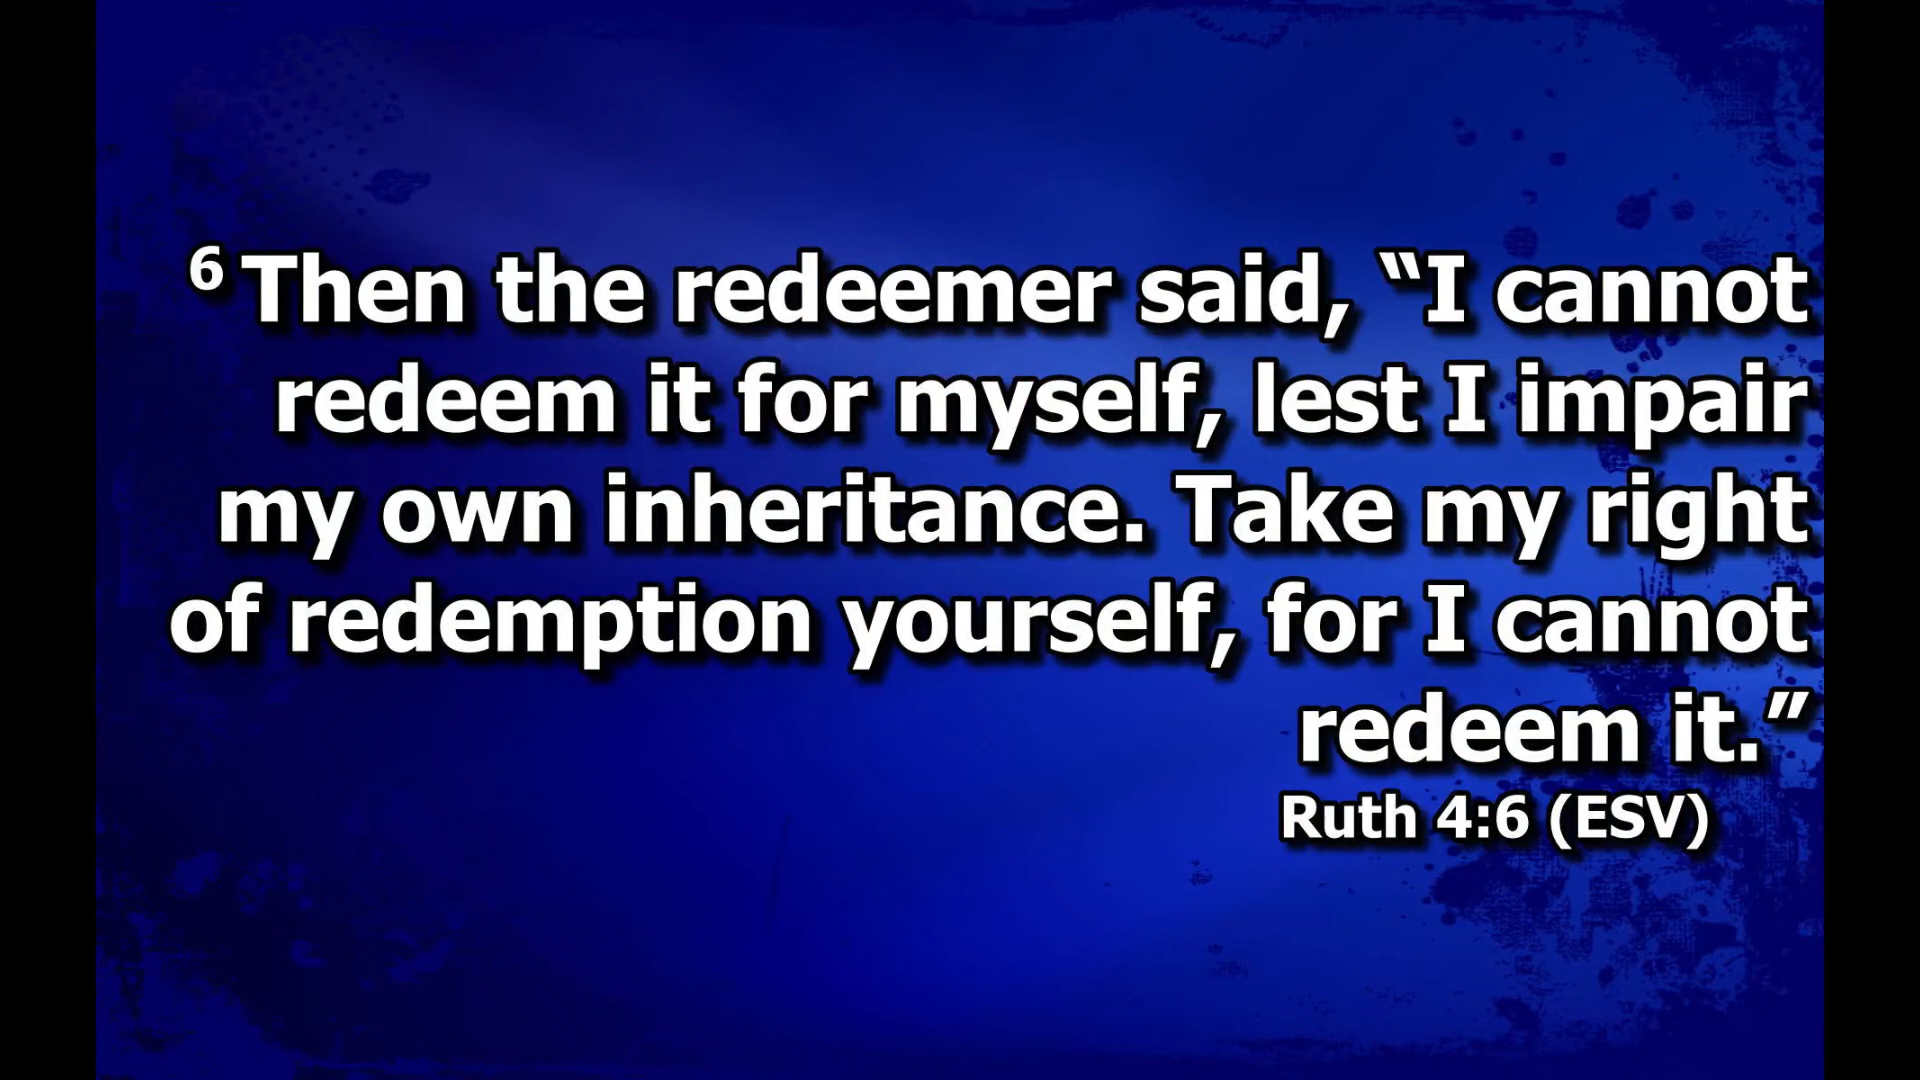 6 Then the redeemer said, “I cannot
redeem it for myself, lest I impair
my own inheritance. Take my right
of redemption yourself, for I cannot
redeem it.”
Ruth 4:6 (ESV)